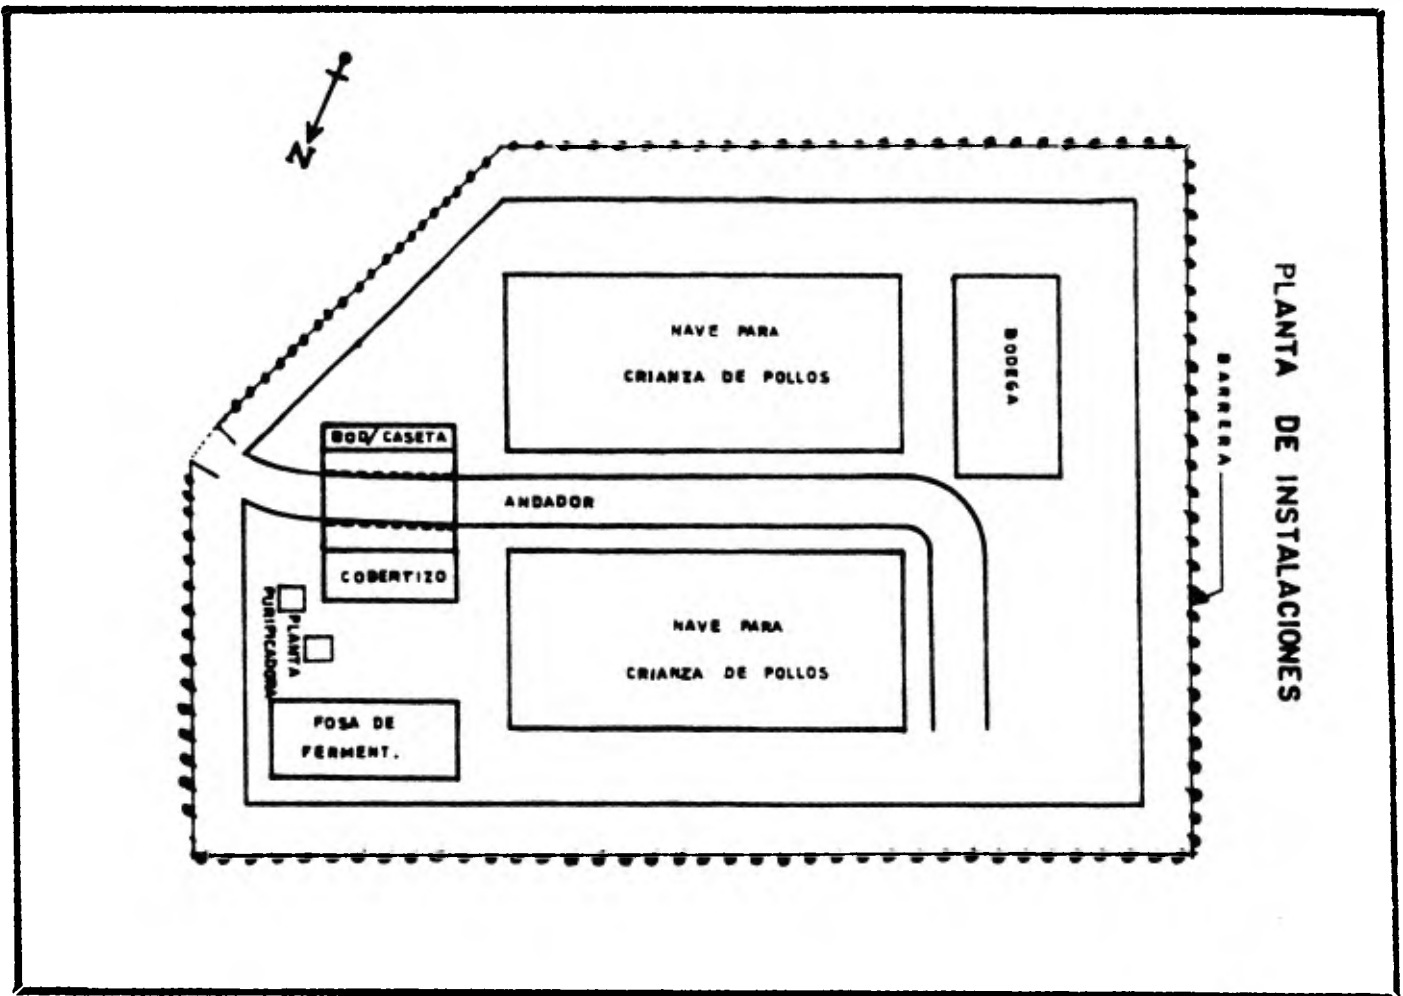 PLANTA DE INSTALACIONES
N
BARRERA
NAVE PARA
CRIANZA DE POLLOS
BODEGA
BOD/CASETA
ANDADOR
COBERTIZO
PLANTA
PURIFICADORA
NAVE PARA
CRIANZA DE POLLOS
FOSA DE
FERMENT.